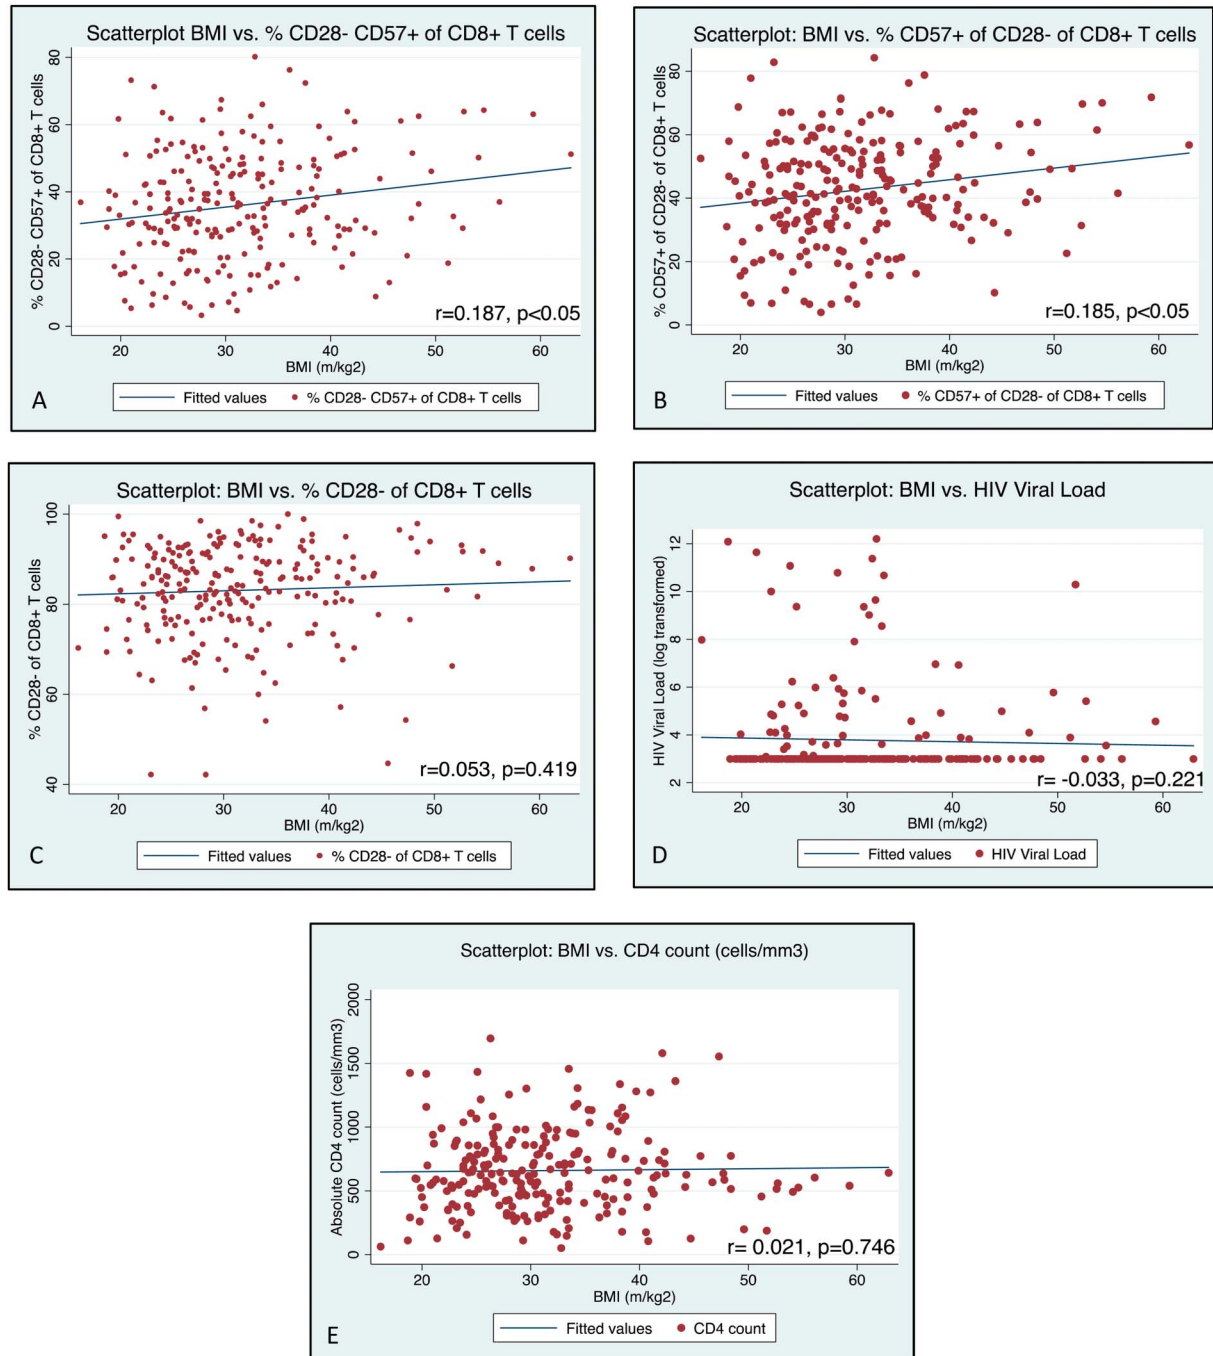 Scatterplot BMI vs. % CD28- CD57+ of CD8+ T cells
% CD28- CD57+ of CD8+ T cells
80
60
40
20
0
r=0.187, p<0.05
20 30 40 50 60
BMI (m/kg2)
A
Fitted values % CD28- CD57+ of CD8+ T cells
Scatterplot: BMI vs. % CD57+ of CD28- of CD8+ T cells
% CD57+ of CD28- of CD8+ T cells
80
60
40
20
0
r=0.185, p<0.05
20 30 40 50 60
BMI (m/kg2)
B
Fitted values % CD57+ of CD28- of CD8+ T cells
Scatterplot: BMI vs. % CD28- of CD8+ T cells
% CD28- of CD8+ T cells
100
80
60
40
r=0.053, p=0.419
20 30 40 50 60
BMI (m/kg2)
C
Fitted values % CD28- of CD8+ T cells
Scatterplot: BMI vs. HIV Viral Load
HIV Viral Load (log transformed)
12
10
8
6
4
2
r= -0.033, p=0.221
20 30 40 50 60
BMI (m/kg2)
D
Fitted values HIV Viral Load
Scatterplot: BMI vs. CD4 count (cells/mm3)
Absolute CD4 count (cells/mm3)
2000
1500
1000
500
0
r= 0.021, p=0.746
20 30 40 50 60
BMI (m/kg2)
E
Fitted values CD4 count